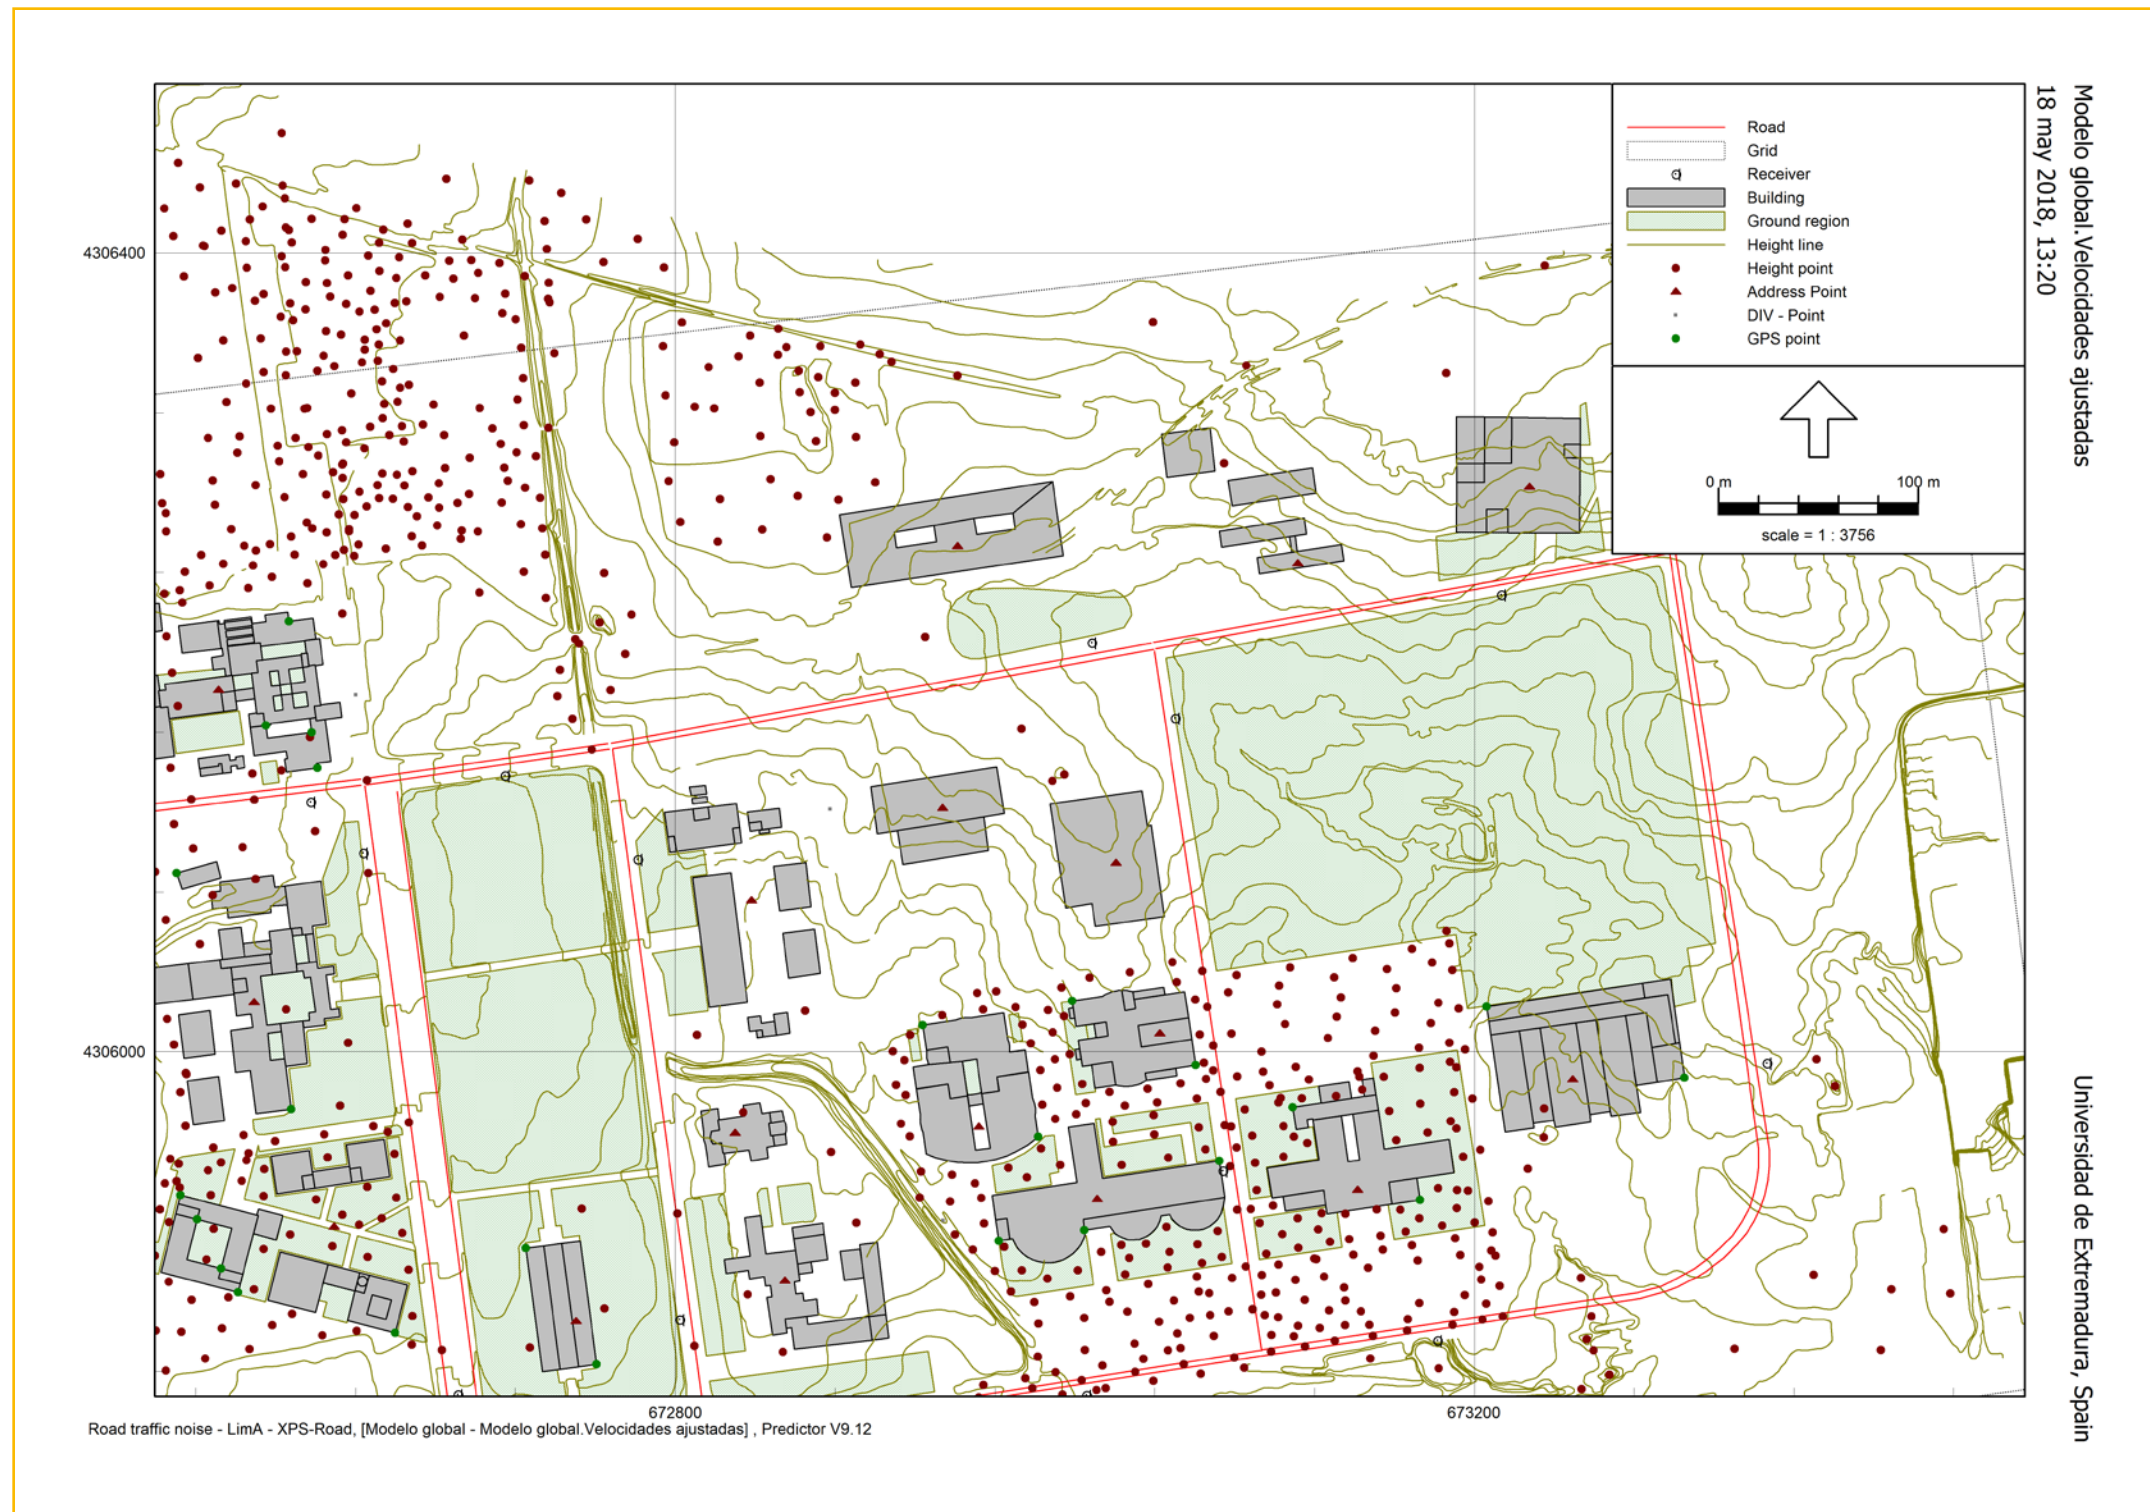 Road
Grid
Receiver
Building
Ground region
Height line
Height point
Address Point
DIV - Point
GPS point
0 m 100 m
scale = 1 : 3756
Modelo global.Velocidades ajustadas
18 may 2018, 13:20
Universidad de Extremadura, Spain
4306400
4306000
672800 673200
Road traffic noise - LimA - XPS-Road, [Modelo global - Modelo global.Velocidades ajustadas] , Predictor V9.12